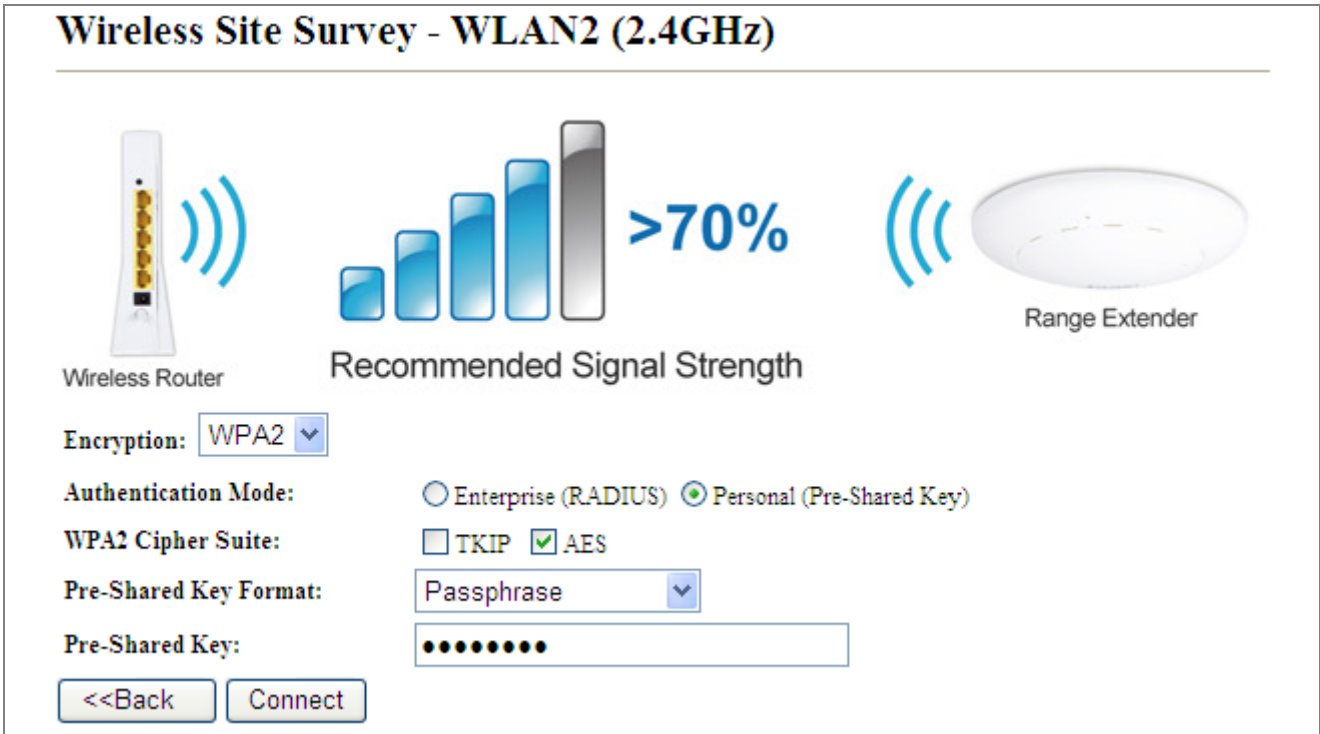 Wireless Site Survey - WLAN2 (2.4GHz)
>70%
Range Extender
Recommended Signal Strength
Wireless Router
Encryption: WPA2
Authentication Mode: Enterprise (RADIUS) Personal (Pre-Shared Key)
WPA2 Cipher Suite: TKIP AES
Pre-Shared Key Format: Passphrase
Pre-Shared Key: ●●●●●●●●
<<Back Connect